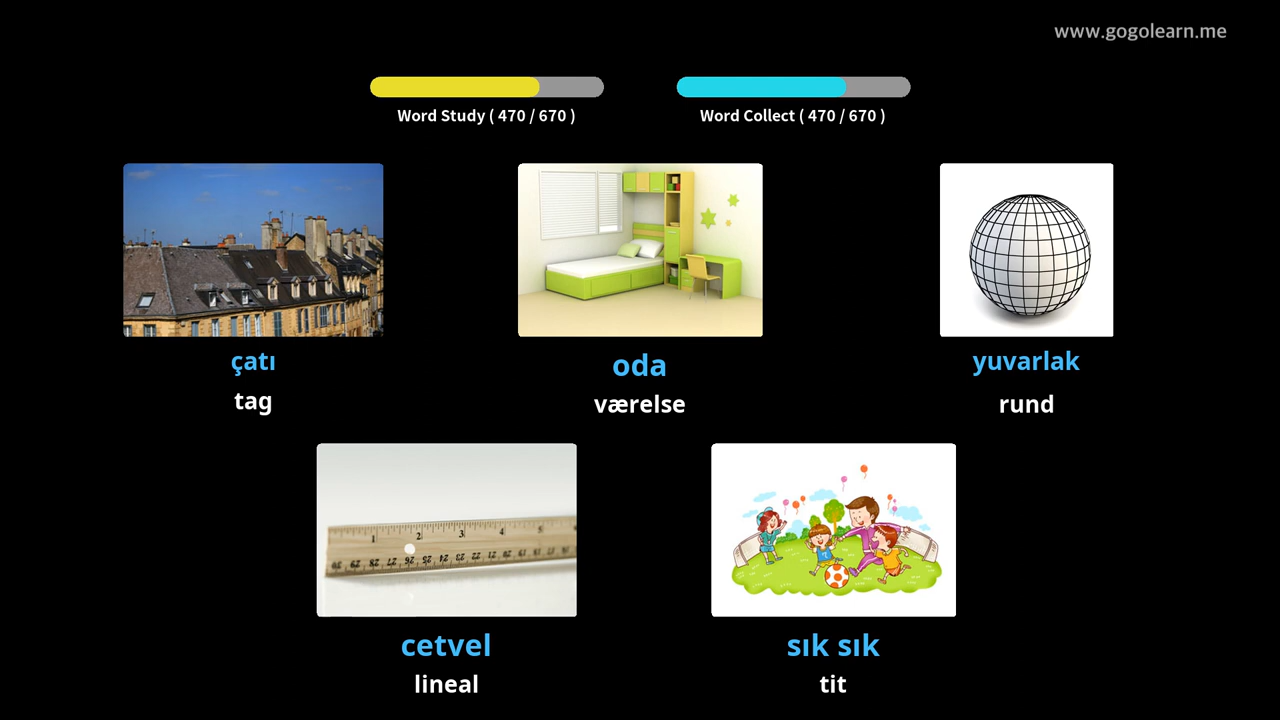 www.gogolearn.me
Word Study ( 470 / 670 )
Word Collect ( 470 / 670 )
çatı
tag
oda
værelse
yuvarlak
rund
cetvel
lineal
sık sık
tit